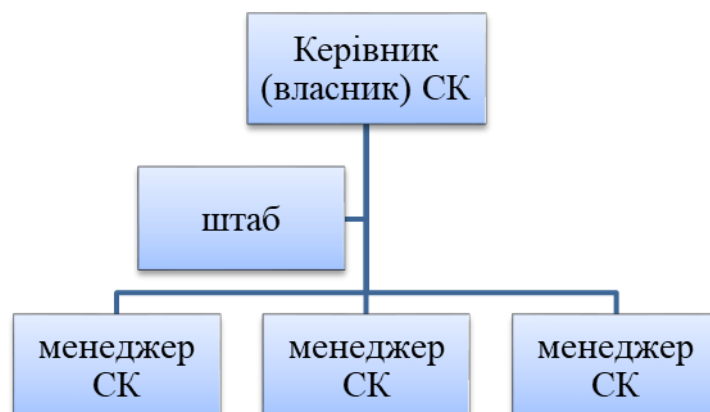 Керівник
(власник) СК
штаб
менеджер
СК
менеджер
СК
менеджер
СК